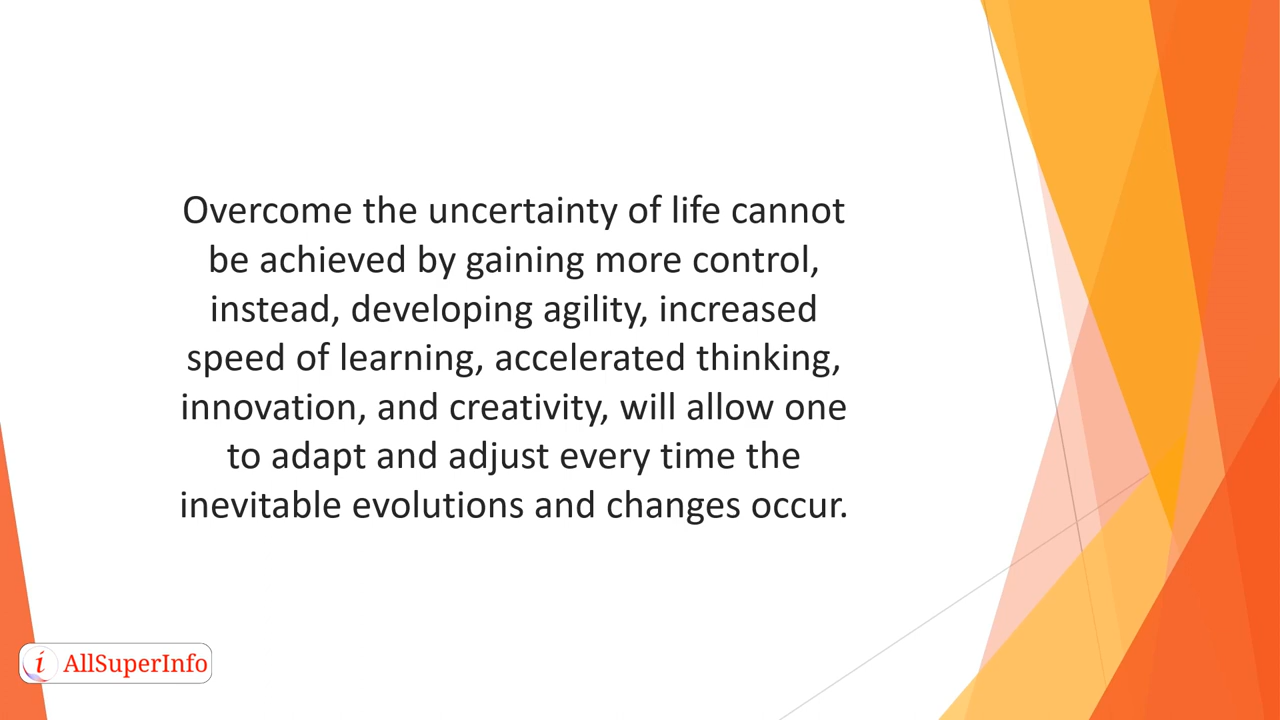 Overcome the uncertainty of life cannot
be achieved by gaining more control,
instead, developing agility, increased
speed of learning, accelerated thinking,
innovation, and creativity, will allow one
to adapt and adjust every time the
inevitable evolutions and changes occur.
i AllSuperInfo